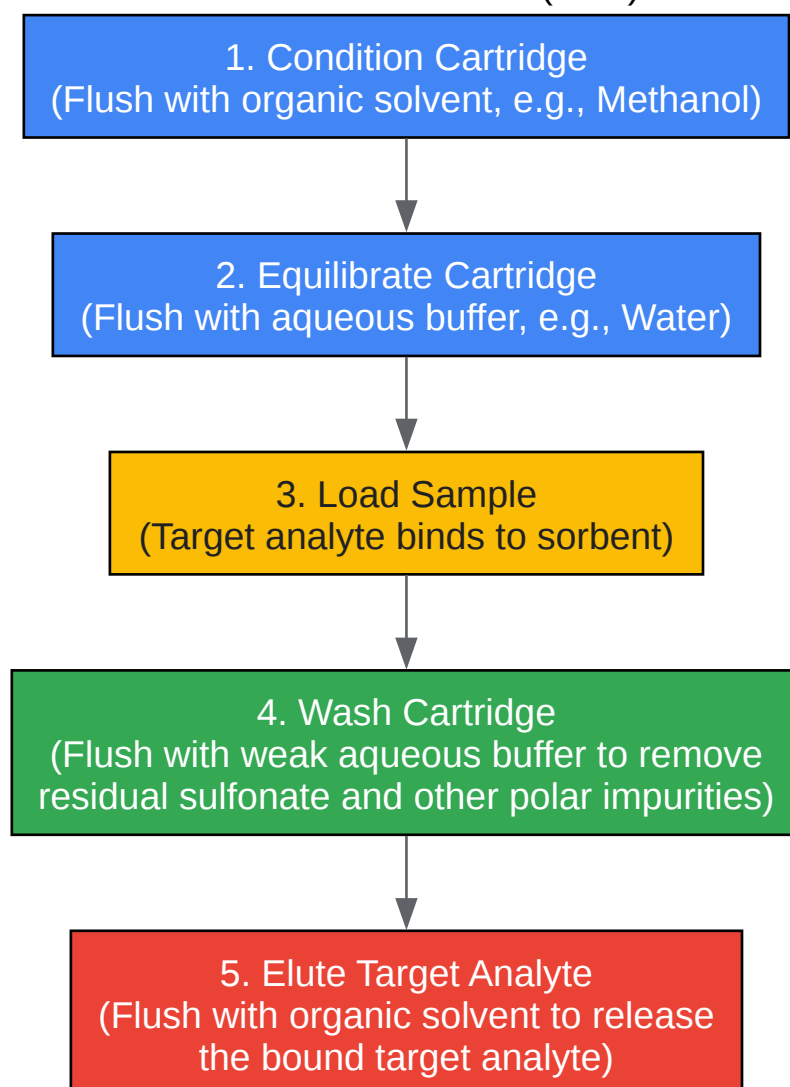 1. Condition Cartridge
(Flush with organic solvent, e.g., Methanol)
2. Equilibrate Cartridge
(Flush with aqueous buffer, e.g., Water)
3. Load Sample
(Target analyte binds to sorbent)
4. Wash Cartridge
(Flush with weak aqueous buffer to remove
residual sulfonate and other polar impurities)
5. Elute Target Analyte
(Flush with organic solvent to release
the bound target analyte)